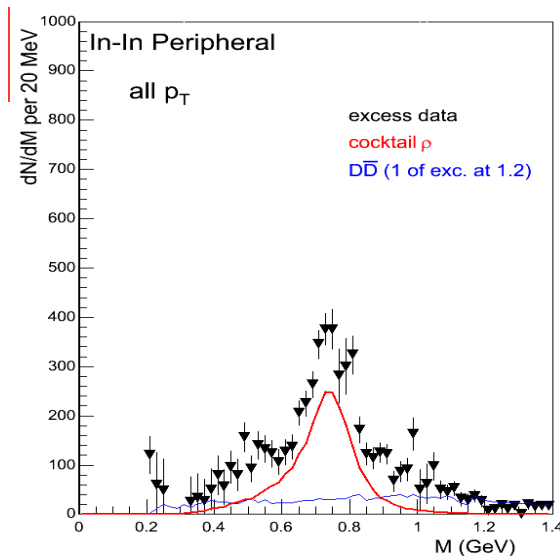 In-In Peripheral
all pT
excess data
cocktail ρ
DD̅ (1 of exc. at 1.2)
dN/dM per 20 MeV
1000
900
800
700
600
500
400
300
200
100
0
0 0.2 0.4 0.6 0.8 1 1.2 1.4
M (GeV)